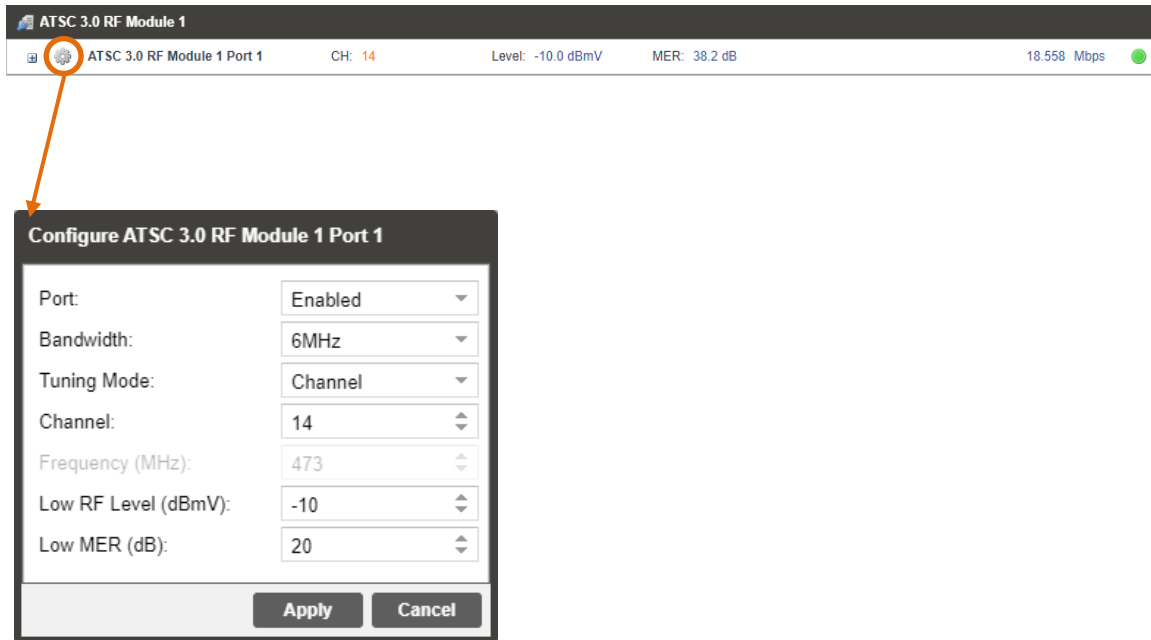 ATSC 3.0 RF Module 1
ATSC 3.0 RF Module 1 Port 1 CH: 14 Level: -10.0 dBmV MER: 38.2 dB 18.558 Mbps
Configure ATSC 3.0 RF Module 1 Port 1
Port: Enabled
Bandwidth: 6MHz
Tuning Mode: Channel
Channel: 14
Frequency (MHz): 473
Low RF Level (dBmV): -10
Low MER (dB): 20
Apply Cancel